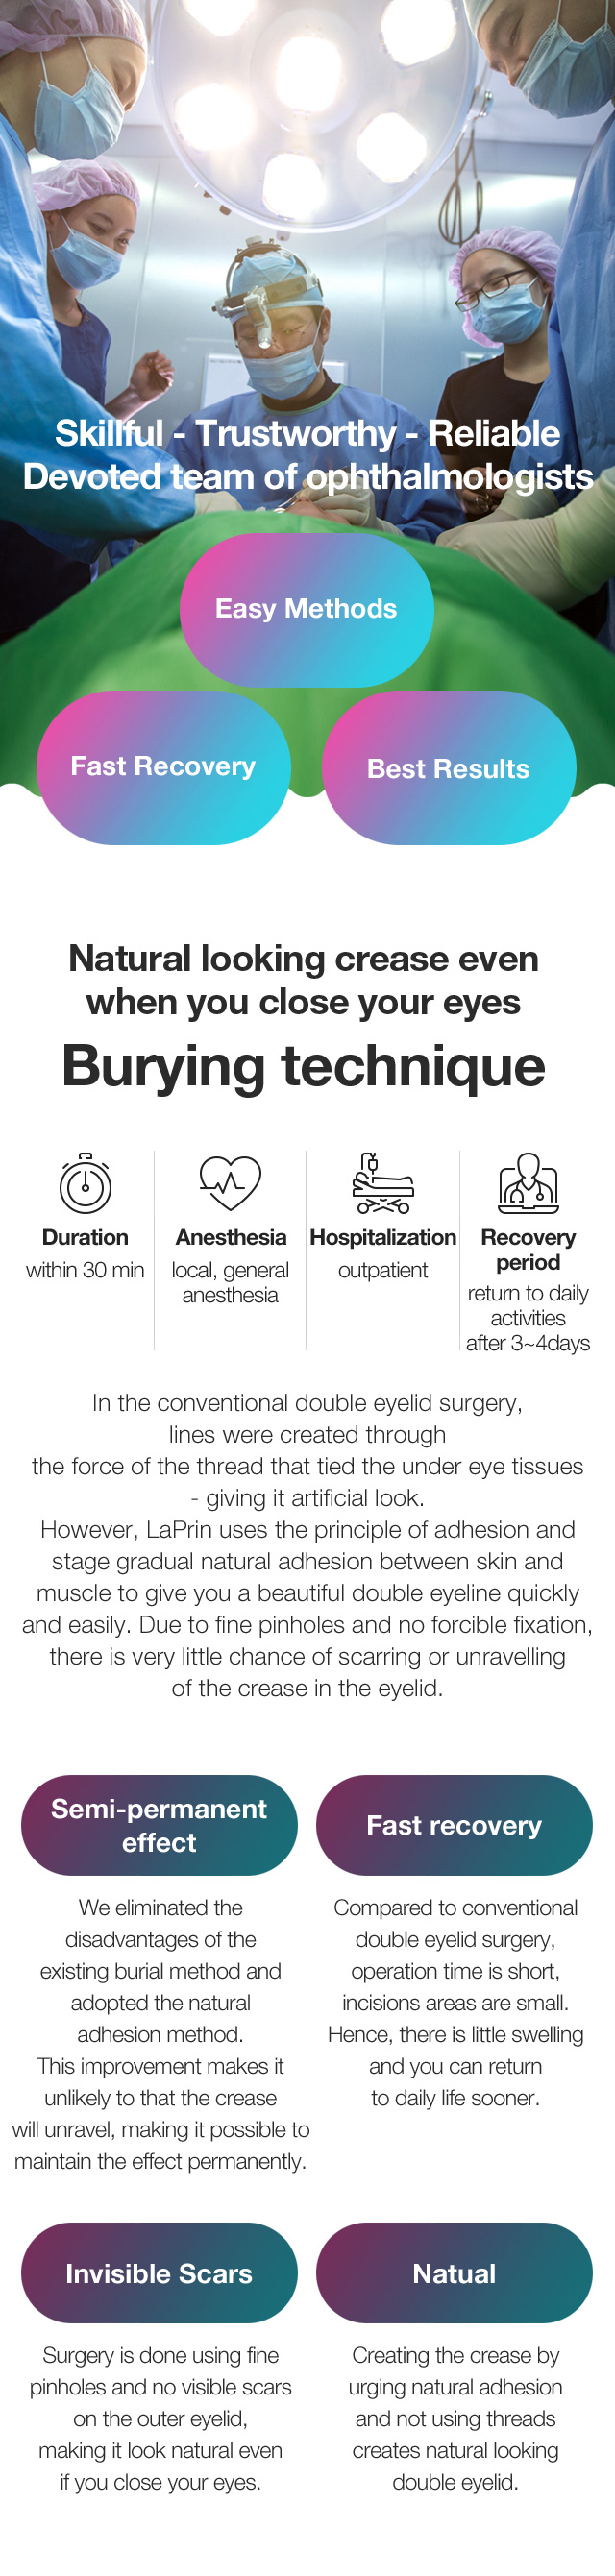 Skillful - Trustworthy - Reliable
Devoted team of ophthalmologists
Easy Methods
Fast Recovery
Best Results
Natural looking crease even
when you close your eyes
Burying technique
Duration
within 30 min
Anesthesia
local, general
anesthesia
Hospitalization
outpatient
Recovery
period
return to daily
activities
after 3~4days
In the conventional double eyelid surgery,
lines were created through
the force of the thread that tied the under eye tissues
- giving it artificial look.
However, LaPrin uses the principle of adhesion and
stage gradual natural adhesion between skin and
muscle to give you a beautiful double eyeline quickly
and easily. Due to fine pinholes and no forcible fixation,
there is very little chance of scarring or unravelling
of the crease in the eyelid.
Semi-permanent
effect
We eliminated the
disadvantages of the
existing burial method and
adopted the natural
adhesion method.
This improvement makes it
unlikely to that the crease
will unravel, making it possible to
maintain the effect permanently.
Fast recovery
Compared to conventional
double eyelid surgery,
operation time is short,
incisions areas are small.
Hence, there is little swelling
and you can return
to daily life sooner.
Invisible Scars
Surgery is done using fine
pinholes and no visible scars
on the outer eyelid,
making it look natural even
if you close your eyes.
Natual
Creating the crease by
urging natural adhesion
and not using threads
creates natural looking
double eyelid.